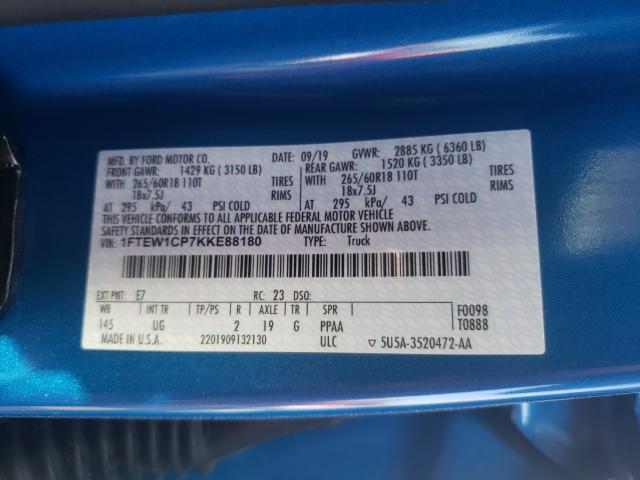 MFD. BY FORD MOTOR CO. DATE: 09/19 GVWR: 2885 KG ( 6360 LB)
FRONT GAWR: 1429 KG ( 3150 LB) REAR GAWR: 1520 KG ( 3350 LB)
WITH 265/60R18 110T TIRES WITH 265/60R18 110T TIRES
18x7.5J RIMS 18x7.5J RIMS
AT 295 kPa/ 43 PSI COLD AT 295 kPa/ 43 PSI COLD
THIS VEHICLE CONFORMS TO ALL APPLICABLE FEDERAL MOTOR VEHICLE
SAFETY STANDARDS IN EFFECT ON THE DATE OF MANUFACTURE SHOWN ABOVE.
VIN: 1FTEW1CP7KKE88180 TYPE: Truck
EXT PNT: E7 RC: 23 DSO:
WB INT TR TP/PS R AXLE TR SPR F0098
145 UG 2 19 G PPAA T0888
MADE IN U.S.A. 2201909132130 ULC ▽ 5U5A-3520472-AA